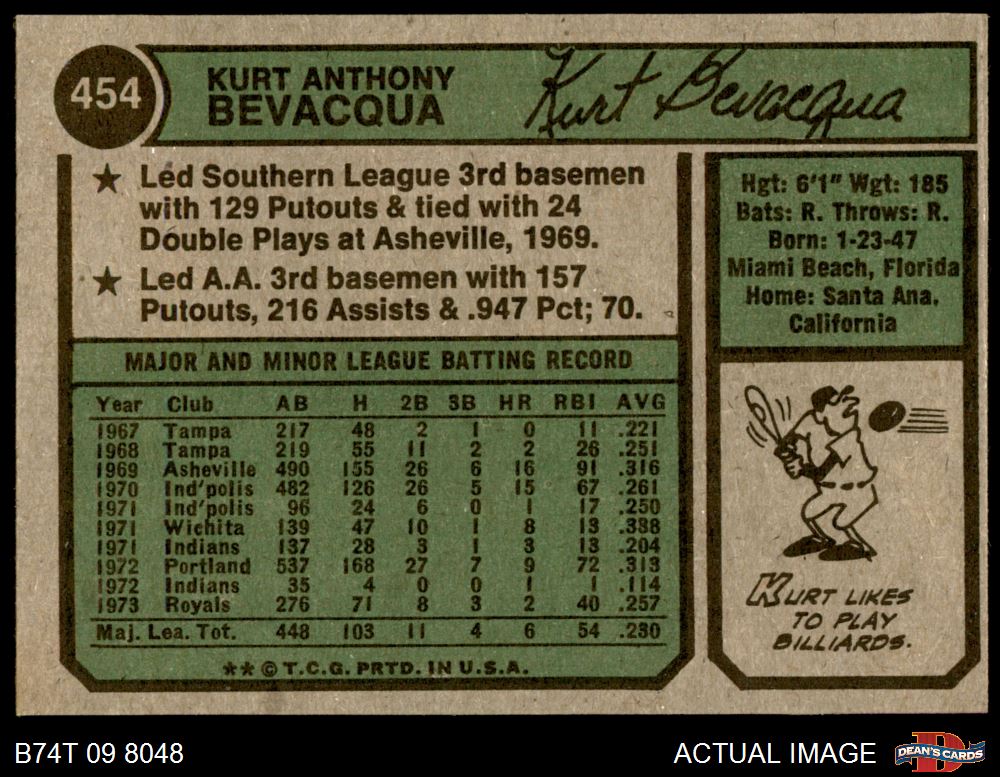 454
KURT ANTHONY
BEVACQUA
Kurt Bevacqua
★ Led Southern League 3rd basemen
with 129 Putouts & tied with 24
Double Plays at Asheville, 1969.
★ Led A.A. 3rd basemen with 157
Putouts, 216 Assists & .947 Pct; 70.
Hgt: 6'1" Wgt: 185
Bats: R. Throws: R.
Born: 1-23-47
Miami Beach, Florida
Home: Santa Ana,
California
MAJOR AND MINOR LEAGUE BATTING RECORD
Year Club AB H 2B 3B HR RBI AVG
1967 Tampa 217 48 2 1 0 11 .221
1968 Tampa 219 55 11 2 2 26 .251
1969 Asheville 490 155 26 6 16 91 .316
1970 Ind'polis 482 126 26 5 15 67 .261
1971 Ind'polis 96 24 6 0 1 17 .250
1971 Wichita 139 47 10 1 8 13 .338
1971 Indians 137 28 3 1 3 13 .204
1972 Portland 537 168 27 7 9 72 .313
1972 Indians 35 4 0 0 1 1 .114
1973 Royals 276 71 8 3 2 40 .257
Maj. Lea. Tot. 448 103 11 4 6 54 .230
** © T.C.G. PRTD. IN U.S.A.
KURT LIKES
TO PLAY
BILLIARDS.
B74T 09 8048
ACTUAL IMAGE
DEAN'S CARDS